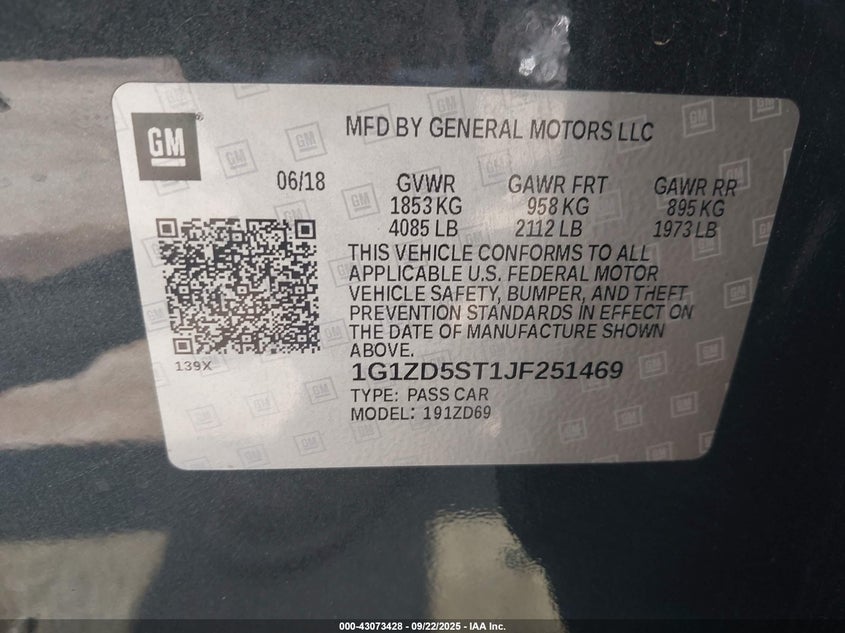 GM
MFD BY GENERAL MOTORS LLC
06/18
GVWR GAWR FRT GAWR RR
1853 KG 958 KG 895 KG
4085 LB 2112 LB 1973 LB
THIS VEHICLE CONFORMS TO ALL
APPLICABLE U.S. FEDERAL MOTOR
VEHICLE SAFETY, BUMPER, AND THEFT
PREVENTION STANDARDS IN EFFECT ON
THE DATE OF MANUFACTURE SHOWN
ABOVE.
139X
1G1ZD5ST1JF251469
TYPE: PASS CAR
MODEL: 191ZD69
000-43073428 - 09/22/2025 - IAA Inc.